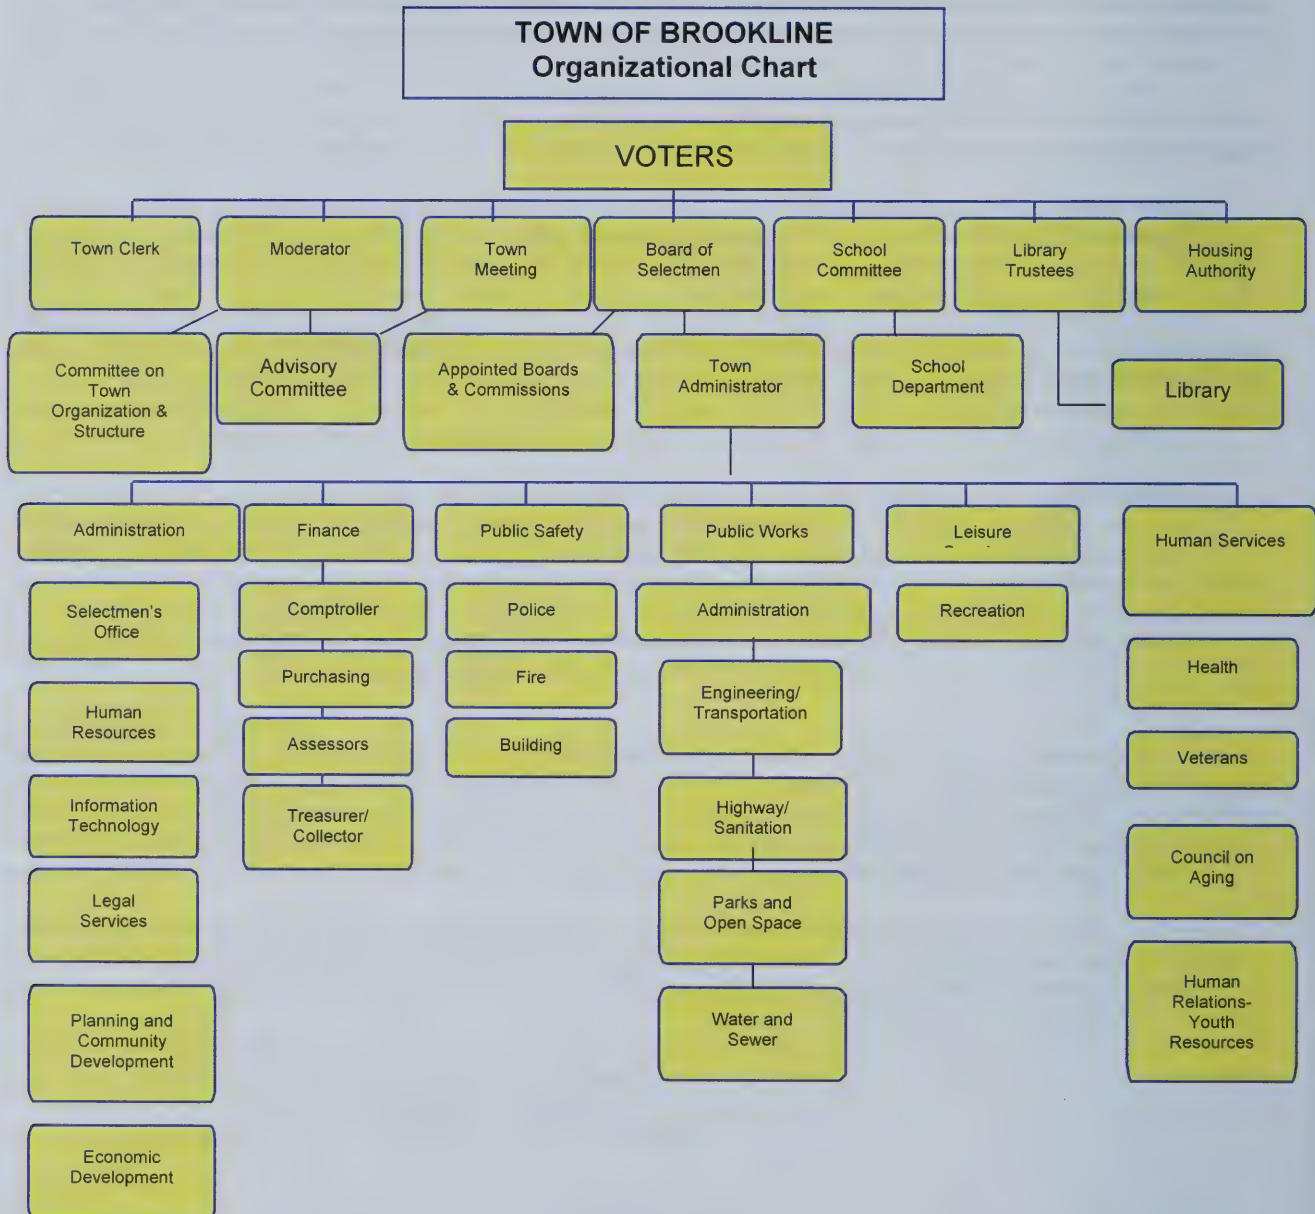 TOWN OF BROOKLINE
Organizational Chart
VOTERS
Town Clerk
Moderator
Town
Meeting
Board of
Selectmen
School
Committee
Library
Trustees
Housing
Authority
Committee on
Town
Organization &
Structure
Advisory
Committee
Appointed Boards
& Commissions
Town
Administrator
School
Department
Library
Administration
Finance
Public Safety
Public Works
Leisure
Human Services
Selectmen's
Office
Human
Resources
Information
Technology
Legal
Services
Planning and
Community
Development
Economic
Development
Comptroller
Purchasing
Assessors
Treasurer/
Collector
Police
Fire
Building
Administration
Engineering/
Transportation
Highway/
Sanitation
Parks and
Open Space
Water and
Sewer
Recreation
Health
Veterans
Council on
Aging
Human
Relations-
Youth
Resources